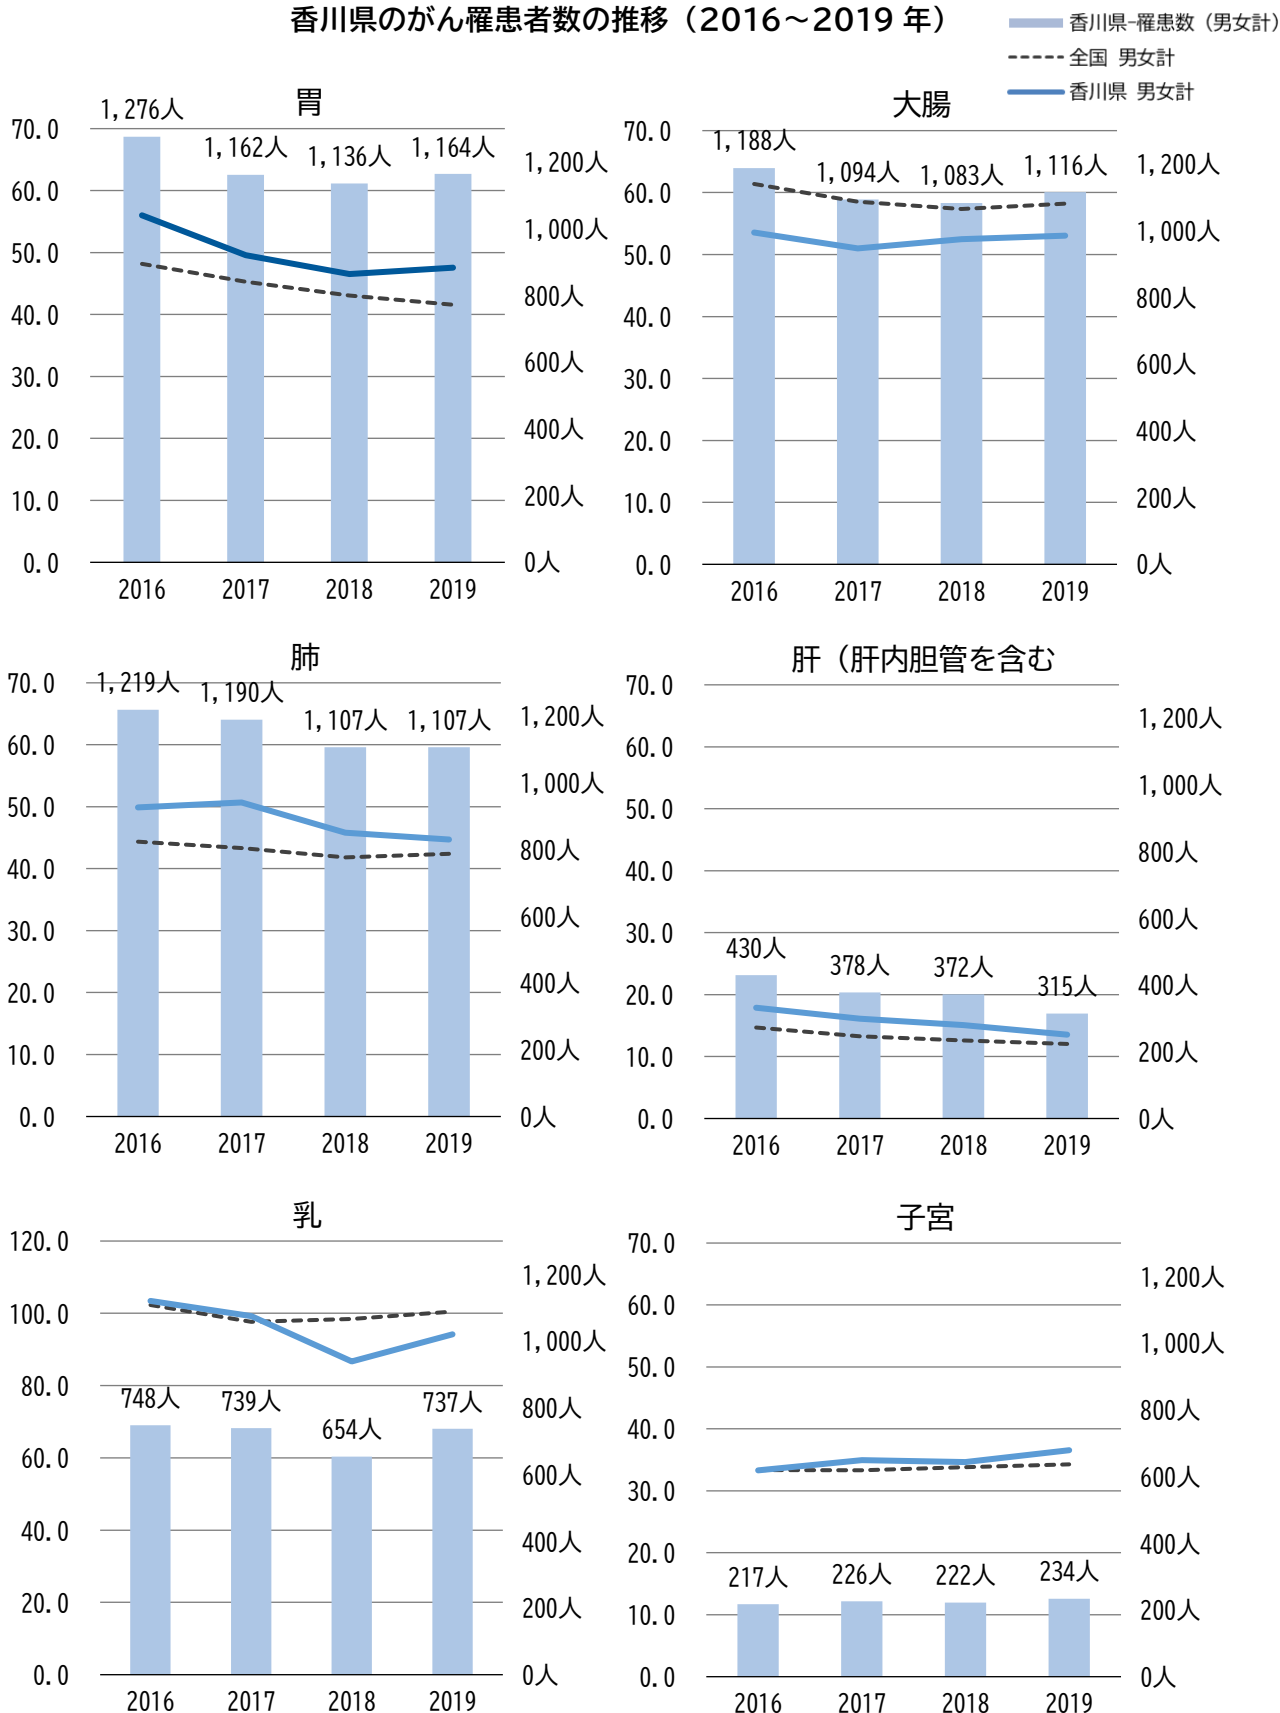 香川県のがん罹患者数の推移（2016～2019 年）
香川県-罹患数（男女計）
全国 男女計
香川県 男女計
胃
70.0
60.0
50.0
40.0
30.0
20.0
10.0
0.0
1,276人
1,162人
1,136人
1,164人
1,200人
1,000人
800人
600人
400人
200人
0人
2016 2017 2018 2019
大腸
70.0
60.0
50.0
40.0
30.0
20.0
10.0
0.0
1,188人
1,094人
1,083人
1,116人
1,200人
1,000人
800人
600人
400人
200人
0人
2016 2017 2018 2019
肺
70.0
60.0
50.0
40.0
30.0
20.0
10.0
0.0
1,219人
1,190人
1,107人
1,107人
1,200人
1,000人
800人
600人
400人
200人
0人
2016 2017 2018 2019
肝（肝内胆管を含む
70.0
60.0
50.0
40.0
30.0
20.0
10.0
0.0
430人
378人
372人
315人
1,200人
1,000人
800人
600人
400人
200人
0人
2016 2017 2018 2019
乳
120.0
100.0
80.0
60.0
40.0
20.0
0.0
748人
739人
654人
737人
1,200人
1,000人
800人
600人
400人
200人
0人
2016 2017 2018 2019
子宮
70.0
60.0
50.0
40.0
30.0
20.0
10.0
0.0
217人
226人
222人
234人
1,200人
1,000人
800人
600人
400人
200人
0人
2016 2017 2018 2019